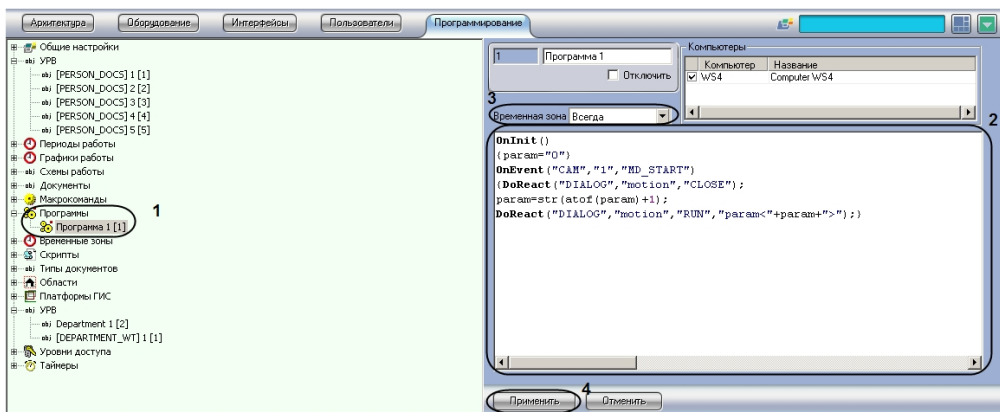 Архитектура Оборудование Интерфейсы Пользователи Программирование
Общие настройки
УРВ
[PERSON_DOCS] 1 [1]
[PERSON_DOCS] 2 [2]
[PERSON_DOCS] 3 [3]
[PERSON_DOCS] 4 [4]
[PERSON_DOCS] 5 [5]
Периоды работы
Графики работы
Схемы работы
Документы
Макрокоманды
Программы
Программа 1 [1]
1
Временные зоны
Скрипты
Типы документов
Области
Платформы ГИС
УРВ
Department 1 [2]
[DEPARTMENT_WT] 1 [1]
Уровни доступа
Таймеры
1 Программа 1
Отключить
Компьютеры
Компьютер Название
WS4 Computer WS4
3
Временная зона Всегда
2
OnInit()
{param="0"}
OnEvent("CAM","1","MD_START")
{DoReact("DIALOG","motion","CLOSE");
param=str(atof(param)+1);
DoReact("DIALOG","motion","RUN","param<"+param+">");}
4
Применить Отменить